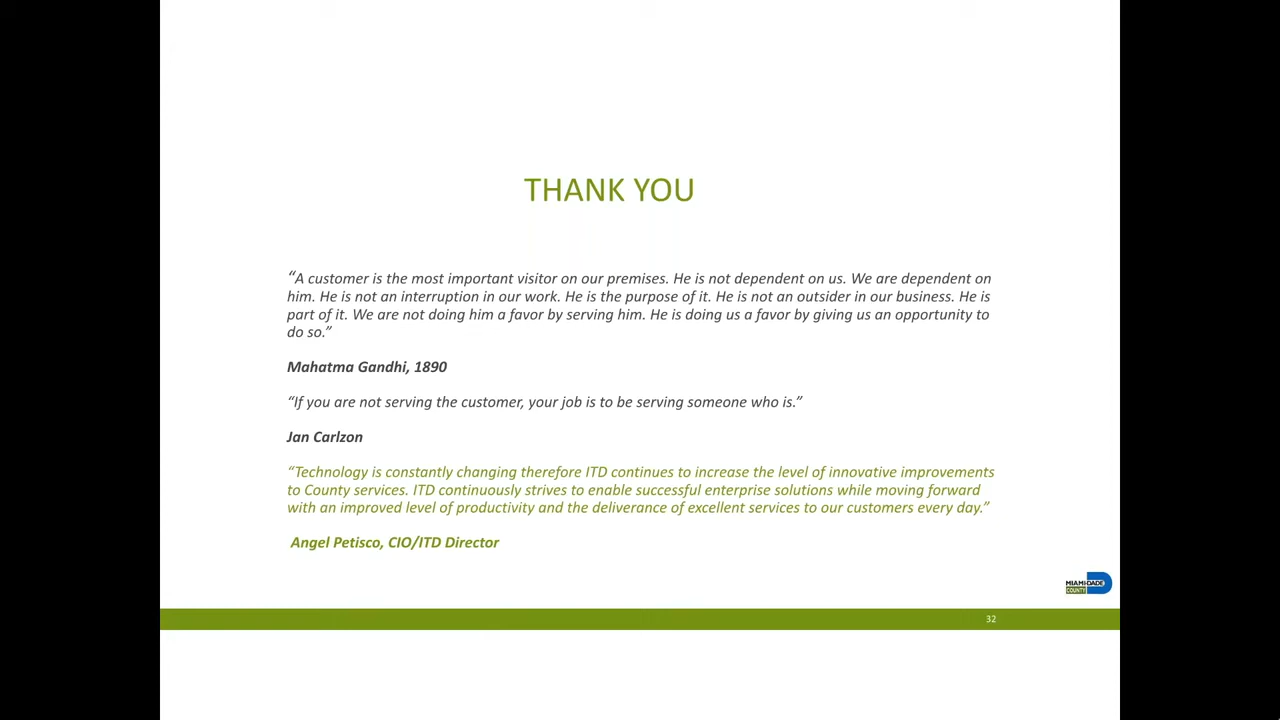 THANK YOU
“A customer is the most important visitor on our premises. He is not dependent on us. We are dependent on
him. He is not an interruption in our work. He is the purpose of it. He is not an outsider in our business. He is
part of it. We are not doing him a favor by serving him. He is doing us a favor by giving us an opportunity to
do so.”
Mahatma Gandhi, 1890
“If you are not serving the customer, your job is to be serving someone who is.”
Jan Carlzon
“Technology is constantly changing therefore ITD continues to increase the level of innovative improvements
to County services. ITD continuously strives to enable successful enterprise solutions while moving forward
with an improved level of productivity and the deliverance of excellent services to our customers every day.”
Angel Petisco, CIO/ITD Director
MIAMI-DADE
COUNTY
32